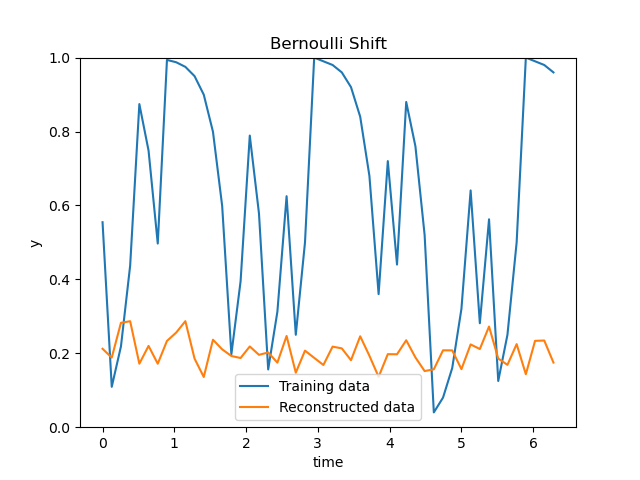 Bernoulli Shift
1.0
0.8
0.6
0.4
0.2
0.0
y
Training data
Reconstructed data
0 1 2 3 4 5 6
time